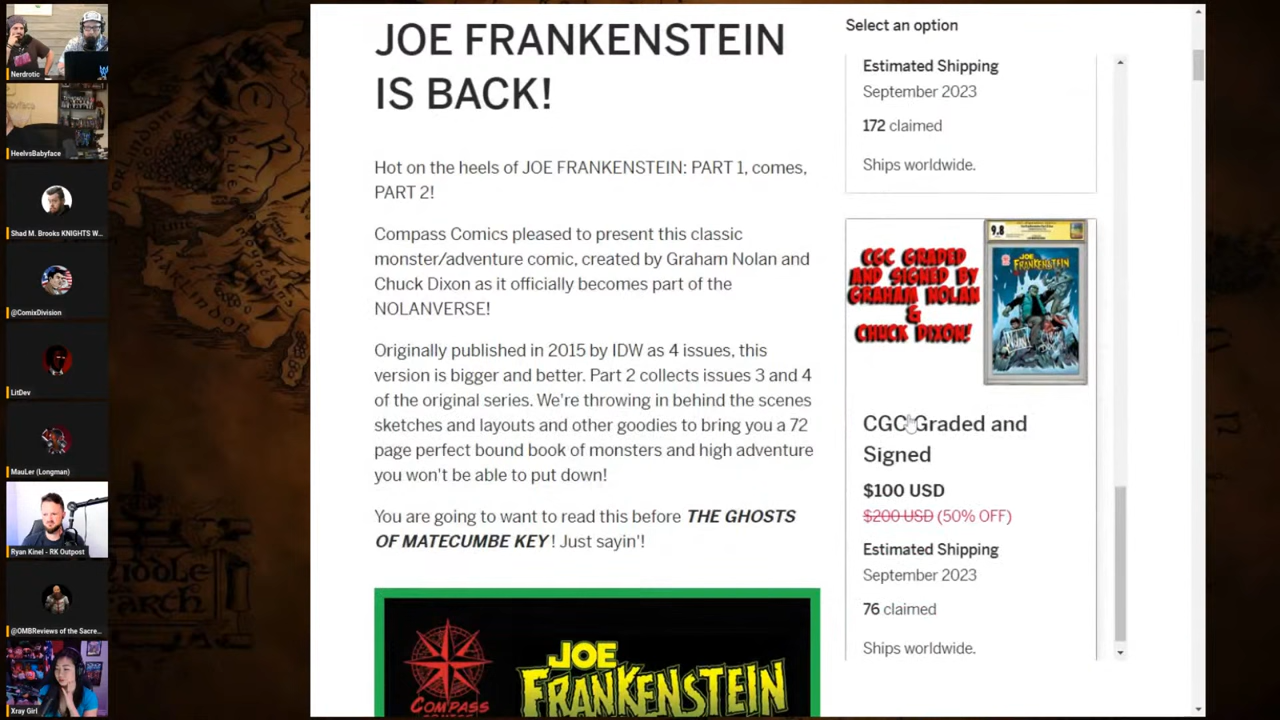 Nerdrotic
HeelvsBabyface
Shad M. Brooks KNIGHTS W...
@ComixDivision
LitDev
MauLer (Longman)
Ryan Kinel - RK Outpost
@OMBReviews of the Sacre...
Xray Girl
JOE FRANKENSTEIN
IS BACK!
Hot on the heels of JOE FRANKENSTEIN: PART 1, comes,
PART 2!
Compass Comics pleased to present this classic
monster/adventure comic, created by Graham Nolan and
Chuck Dixon as it officially becomes part of the
NOLANVERSE!
Originally published in 2015 by IDW as 4 issues, this
version is bigger and better. Part 2 collects issues 3 and 4
of the original series. We're throwing in behind the scenes
sketches and layouts and other goodies to bring you a 72
page perfect bound book of monsters and high adventure
you won't be able to put down!
You are going to want to read this before THE GHOSTS
OF MATECUMBE KEY! Just sayin'!
COMPASS
JOE
FRANKENSTEIN
Select an option
Estimated Shipping
September 2023
172 claimed
Ships worldwide.
CGC GRADED
AND SIGNED BY
GRAHAM NOLAN
&
CHUCK DIXON!
9.8
JOE
FRANKENSTEIN
CGC Graded and
Signed
$100 USD
$200 USD (50% OFF)
Estimated Shipping
September 2023
76 claimed
Ships worldwide.